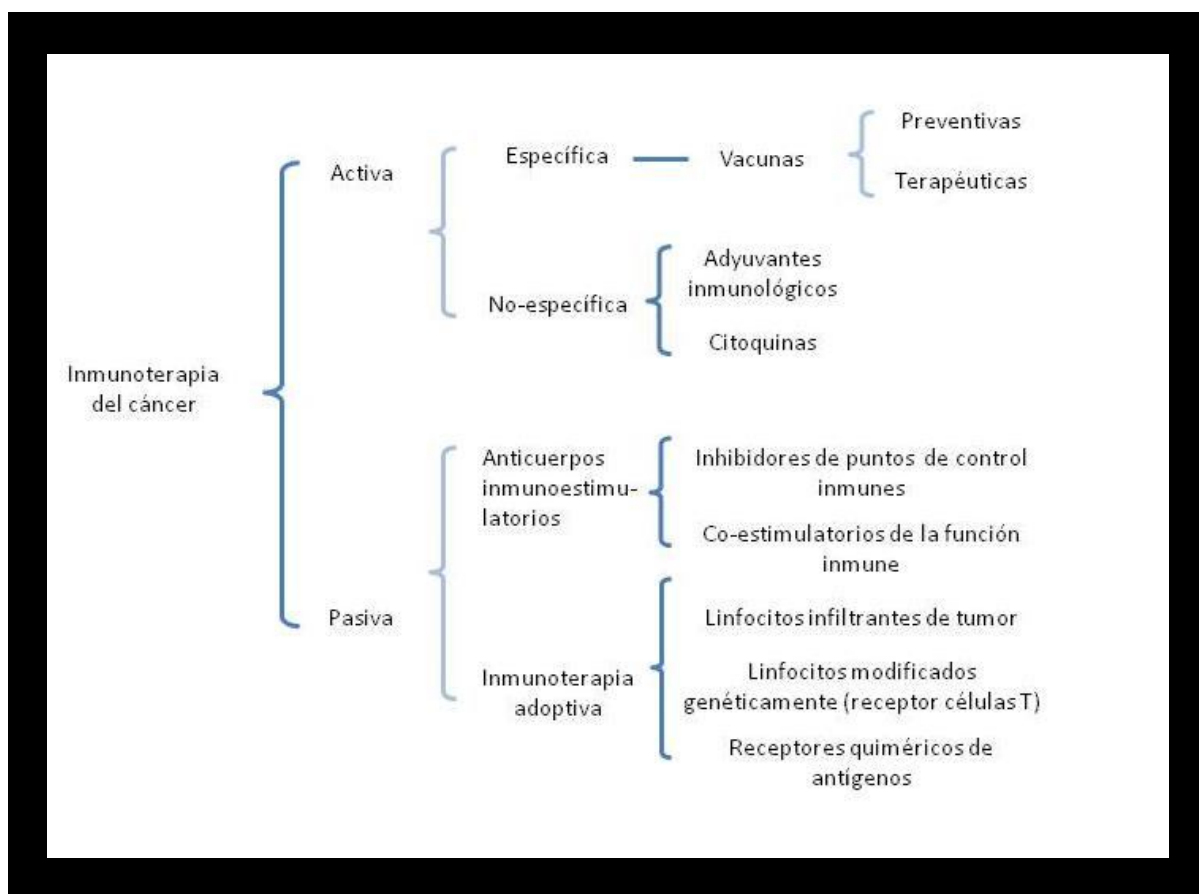 Inmunoterapia
del cáncer
Activa
Específica
Vacunas
Preventivas
Terapéuticas
No-específica
Adyuvantes
inmunológicos
Citoquinas
Pasiva
Anticuerpos
inmunoestimu-
latorios
Inhibidores de puntos de control
inmunes
Co-estimulatorios de la función
inmune
Inmunoterapia
adoptiva
Linfocitos infiltrantes de tumor
Linfocitos modificados
genéticamente (receptor células T)
Receptores quiméricos de
antígenos